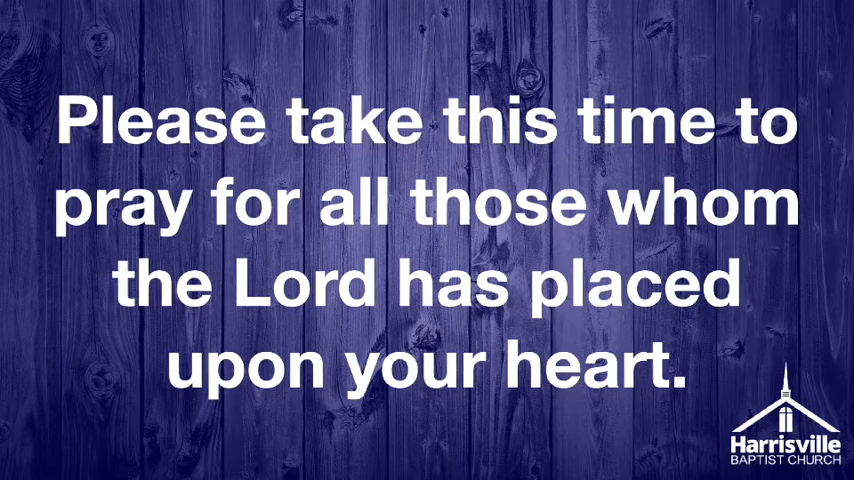 Please take this time to
pray for all those whom
the Lord has placed
upon your heart.
Harrisville
BAPTIST CHURCH